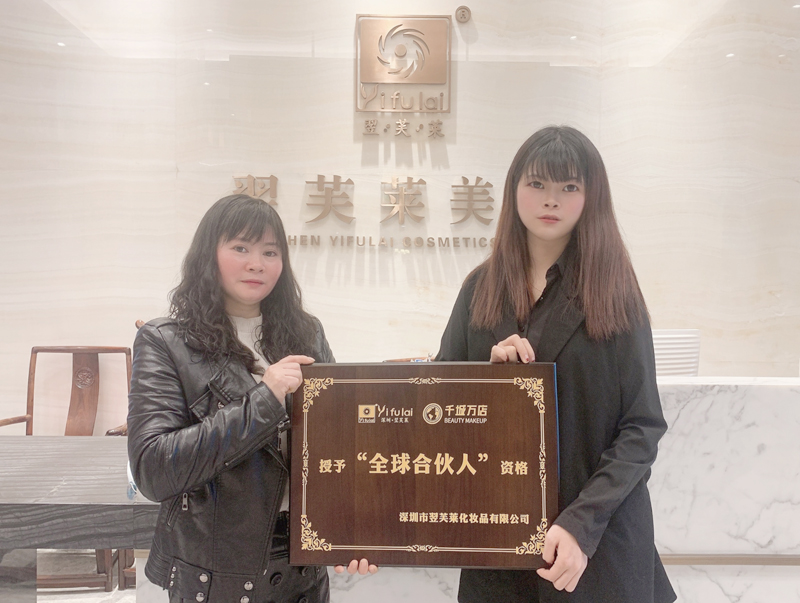 ®
Yifulai
翌·芙·莱
翌芙莱美
HEN YIFULAI COSMETICS
Yifulai
深圳·翌芙莱
千城万店
BEAUTY MAKEUP
授予“全球合伙人”资格
深圳市翌芙莱化妆品有限公司